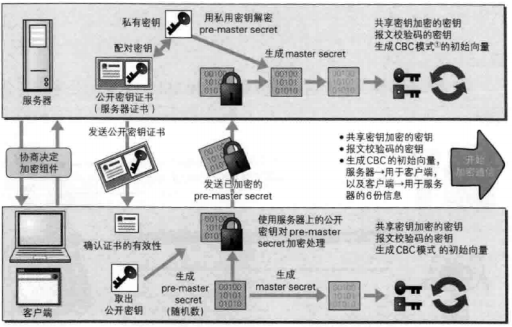 私有密钥
用私用密钥解密
pre-master secret
共享密钥加密的密钥
报文校验码的密钥
生成CBC模式①的初始向量
配对密钥
生成 master secret
00100
10101
01010
00100
10101
01010
服务器
公开密钥证书
（服务器证书）
协商决定
加密组件
发送公开密钥证书
发送已加密的
pre-master secret
•共享密钥加密的密钥
•报文校验码的密钥
•生成CBC的初始向量，
服务器→用于客户端，
以及客户端→用于服务
器的6份信息
开始
加密通信
确认证书的有效性
00100
10101
01010
使用服务器上的公开
密钥对 pre-master
secret 加密处理
共享密钥加密的密钥
报文校验码的密钥
生成CBC 模式 的初始向量
客户端
取出
公开密钥
生成
pre-master
secret
(随机数)
生成
master secret
00100
10101
01010